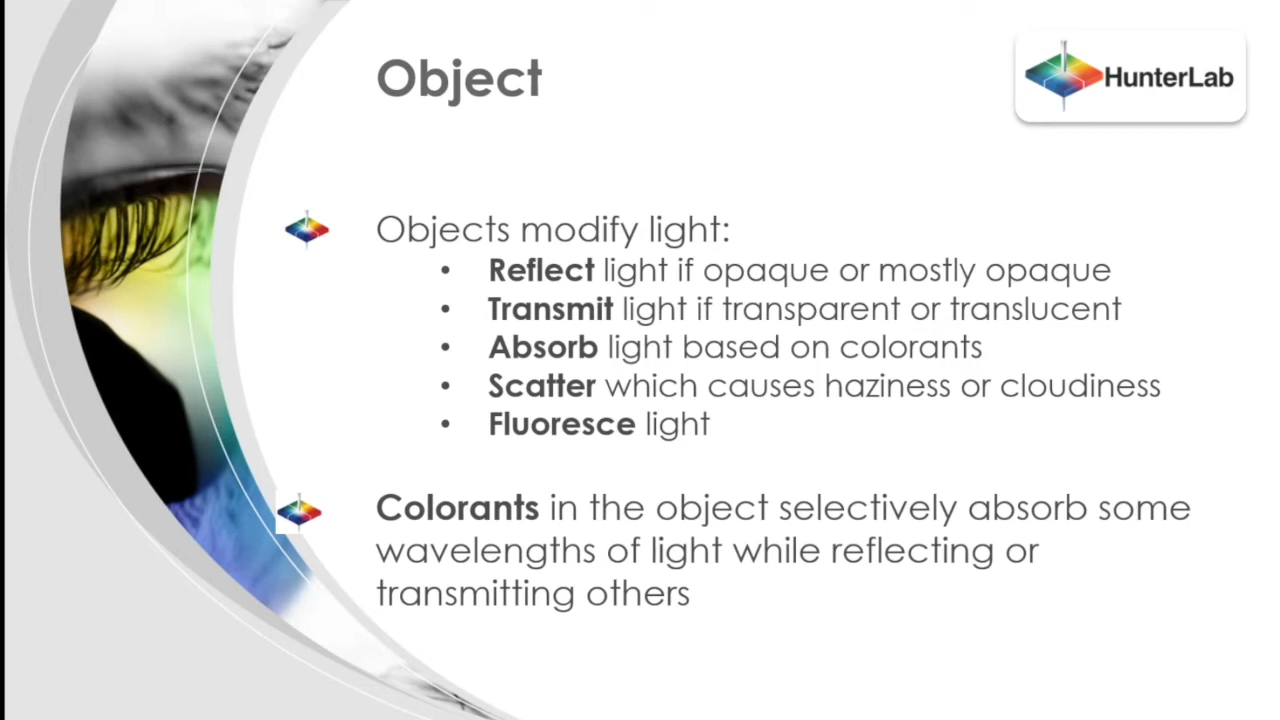 Object
HunterLab
Objects modify light:
• Reflect light if opaque or mostly opaque
• Transmit light if transparent or translucent
• Absorb light based on colorants
• Scatter which causes haziness or cloudiness
• Fluoresce light
Colorants in the object selectively absorb some
wavelengths of light while reflecting or
transmitting others